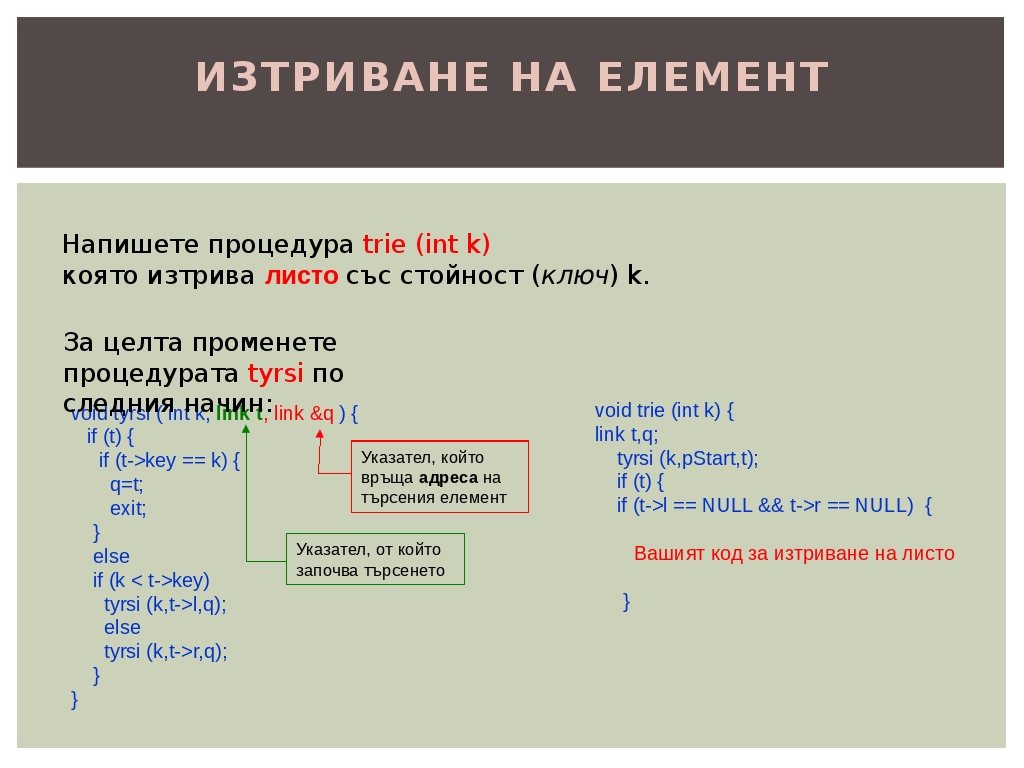 ИЗТРИВАНЕ НА ЕЛЕМЕНТ
Напишете процедура trie (int k)
която изтрива листо със стойност (ключ) k.
За целта променете
процедурата tyrsi по
следния начин:
void tyrsi ( int k, link t, link &q ) {
if (t) {
if (t->key == k) {
q=t;
exit;
}
else
if (k < t->key)
tyrsi (k,t->l,q);
else
tyrsi (k,t->r,q);
}
}
Указател, който
връща адреса на
търсения елемент
Указател, от който
започва търсенето
void trie (int k) {
link t,q;
tyrsi (k,pStart,t);
if (t) {
if (t->l == NULL && t->r == NULL)  {
Вашият код за изтриване на листо
}